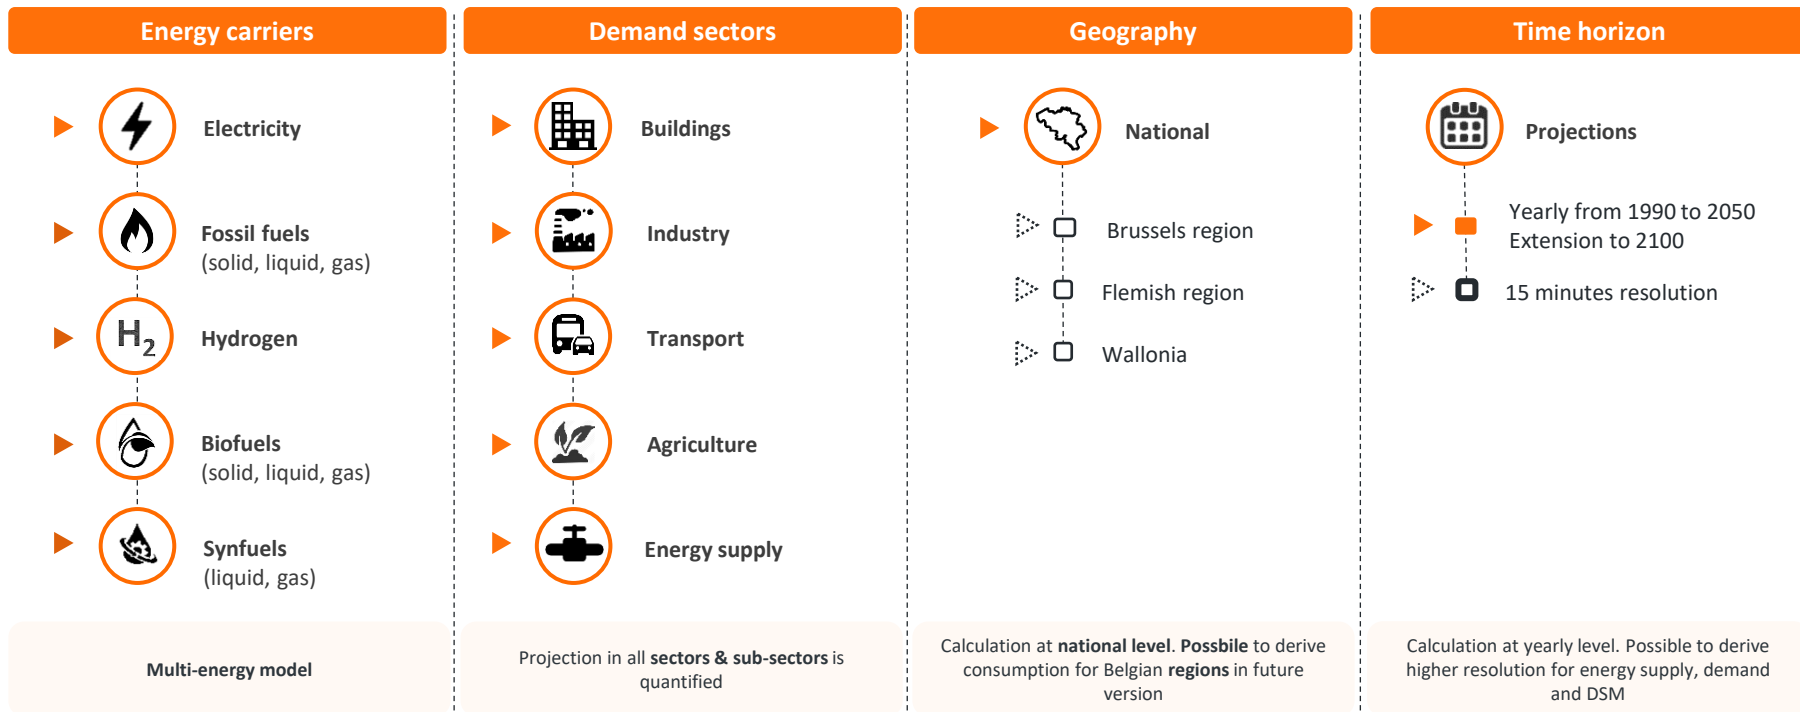 Energy carriers
Electricity
Fossil fuels
(solid, liquid, gas)
H2
Hydrogen
Biofuels
(solid, liquid, gas)
Synfuels
(liquid, gas)
Multi-energy model
Demand sectors
Buildings
Industry
Transport
Agriculture
Energy supply
Projection in all sectors & sub-sectors is
quantified
Geography
National
Brussels region
Flemish region
Wallonia
Calculation at national level. Possbile to derive
consumption for Belgian regions in future
version
Time horizon
Projections
Yearly from 1990 to 2050
Extension to 2100
15 minutes resolution
Calculation at yearly level. Possible to derive
higher resolution for energy supply, demand
and DSM